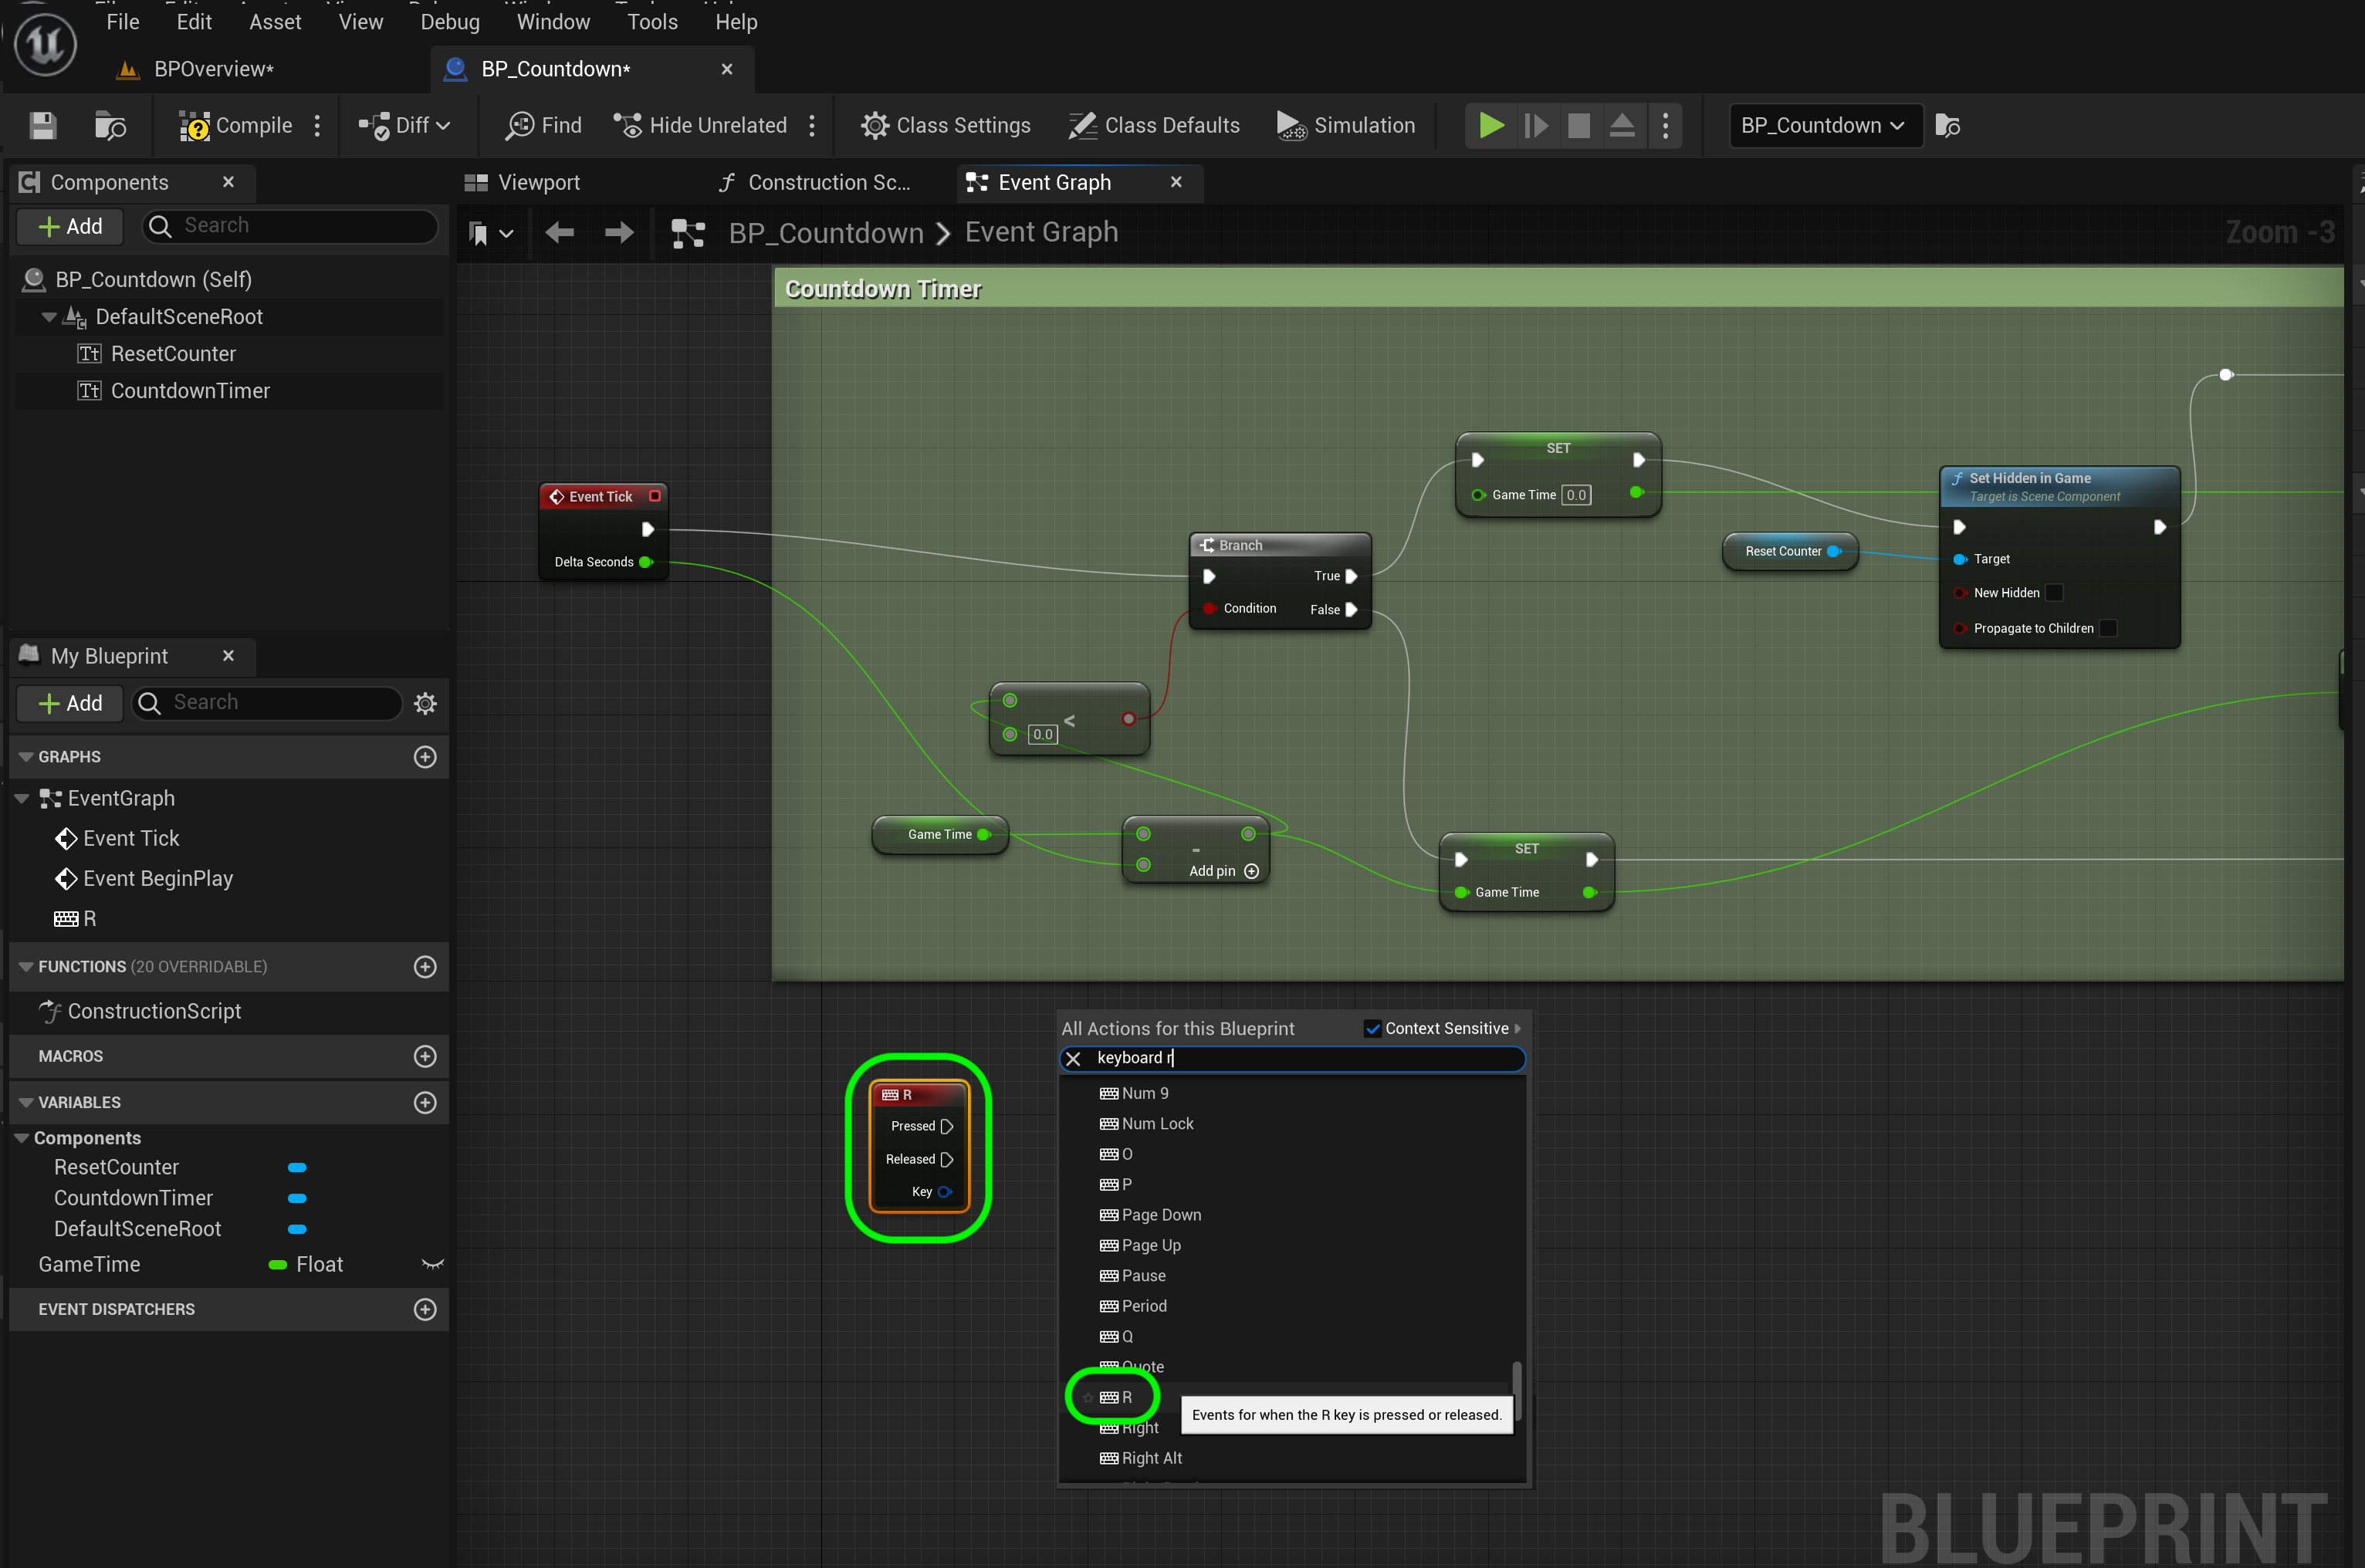 File Edit Asset View Debug Window Tools Help
BPOverview*
BP_Countdown*
Compile
Diff
Find
Hide Unrelated
Class Settings
Class Defaults
Simulation
BP_Countdown
Components
Viewport
Construction Sc...
Event Graph
Add
Search
BP_Countdown > Event Graph
Zoom -3
BP_Countdown (Self)
DefaultSceneRoot
ResetCounter
CountdownTimer
Countdown Timer
Event Tick
Delta Seconds
Branch
True
Condition
False
SET
Game Time 0.0
Set Hidden in Game
Target is Scene Component
Reset Counter
Target
New Hidden
Propagate to Children
<
0.0
Game Time
-
Add pin
SET
Game Time
My Blueprint
Add
Search
GRAPHS
EventGraph
Event Tick
Event BeginPlay
R
FUNCTIONS (20 OVERRIDABLE)
ConstructionScript
MACROS
VARIABLES
Components
ResetCounter
CountdownTimer
DefaultSceneRoot
GameTime Float
EVENT DISPATCHERS
R
Pressed
Released
Key
All Actions for this Blueprint
Context Sensitive
keyboard r
Num 9
Num Lock
O
P
Page Down
Page Up
Pause
Period
Q
Quote
R
Events for when the R key is pressed or released.
Right
Right Alt
BLUEPRINT